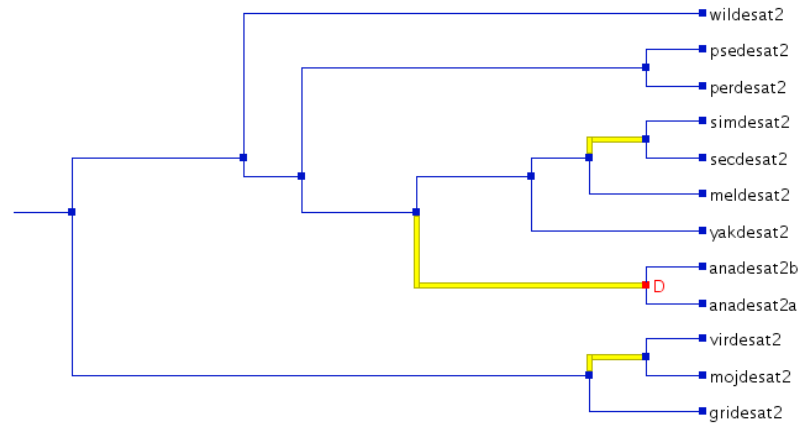 wildesat2
psedesat2
perdesat2
simdesat2
secdesat2
meldesat2
yakdesat2
anadesat2b
D
anadesat2a
virdesat2
mojdesat2
gridesat2